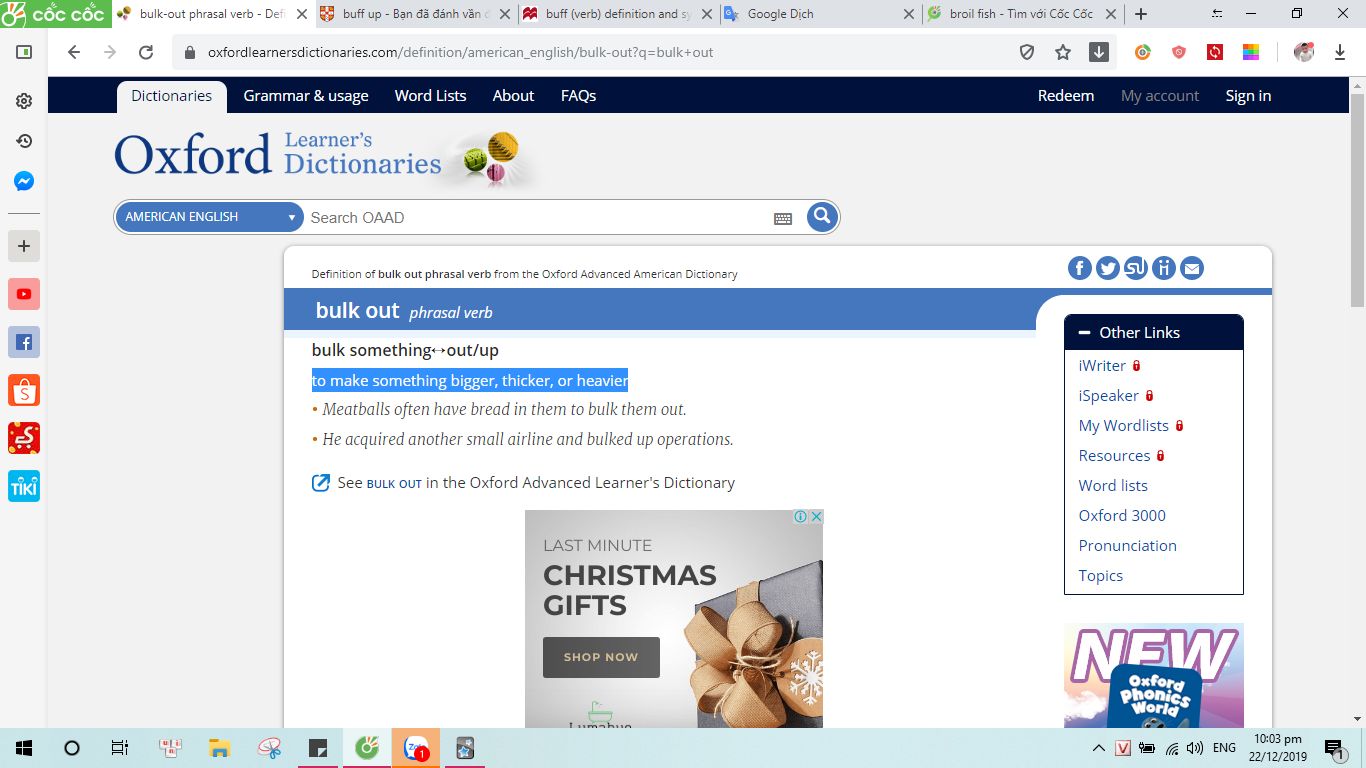 cốc cốc
bulk-out phrasal verb - Defi
buff up - Bạn đã đánh vần đ
buff (verb) definition and sy
Google Dịch
broil fish - Tìm với Cốc Cốc
oxfordlearnersdictionaries.com/definition/american_english/bulk-out?q=bulk+out
Dictionaries
Grammar & usage
Word Lists
About
FAQs
Redeem
My account
Sign in
Oxford Learner's Dictionaries
AMERICAN ENGLISH
Search OAAD
Definition of bulk out phrasal verb from the Oxford Advanced American Dictionary
bulk out phrasal verb
bulk something↔out/up
to make something bigger, thicker, or heavier
• Meatballs often have bread in them to bulk them out.
• He acquired another small airline and bulked up operations.
See BULK OUT in the Oxford Advanced Learner's Dictionary
Other Links
iWriter
iSpeaker
My Wordlists
Resources
Word lists
Oxford 3000
Pronunciation
Topics
LAST MINUTE
CHRISTMAS
GIFTS
SHOP NOW
NEW
Oxford
Phonics
World
TIKI
ENG
10:03 pm
22/12/2019